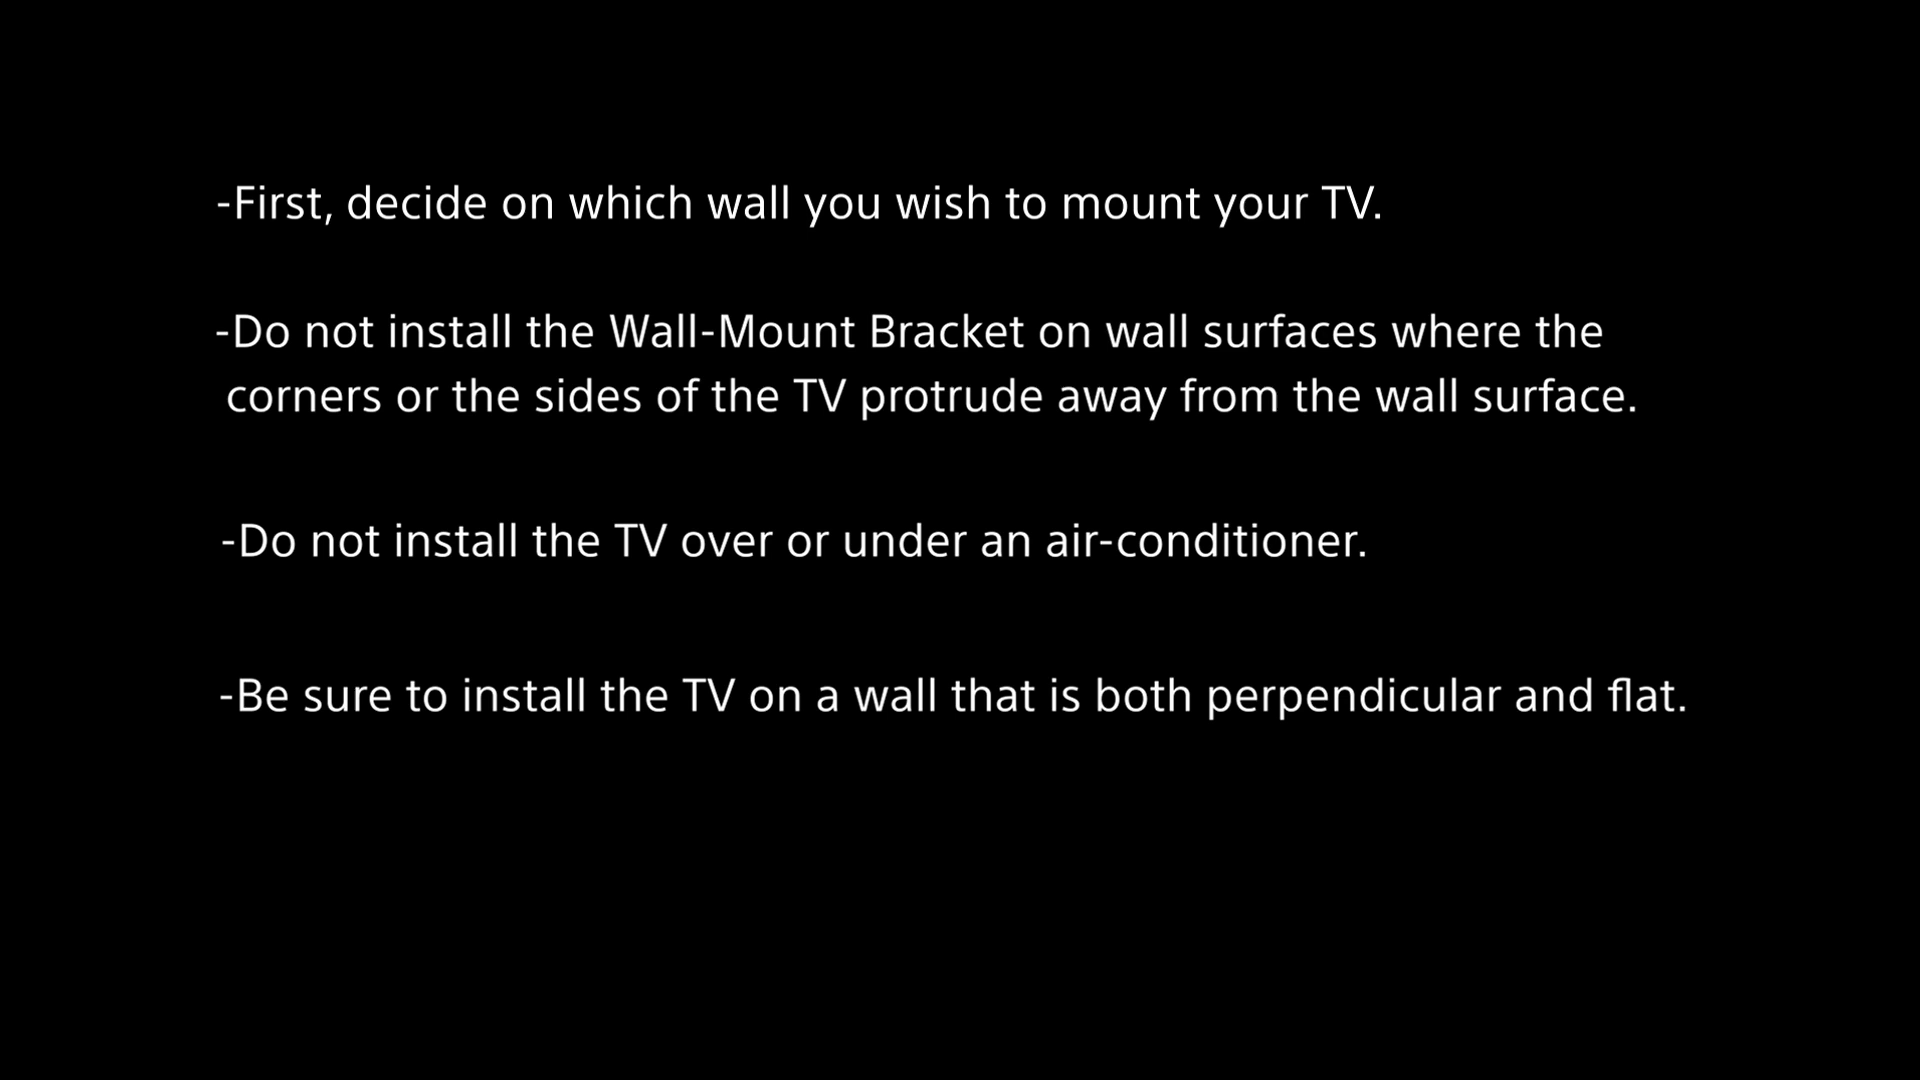 -First, decide on which wall you wish to mount your TV.
-Do not install the Wall-Mount Bracket on wall surfaces where the
corners or the sides of the TV protrude away from the wall surface.
-Do not install the TV over or under an air-conditioner.
-Be sure to install the TV on a wall that is both perpendicular and flat.